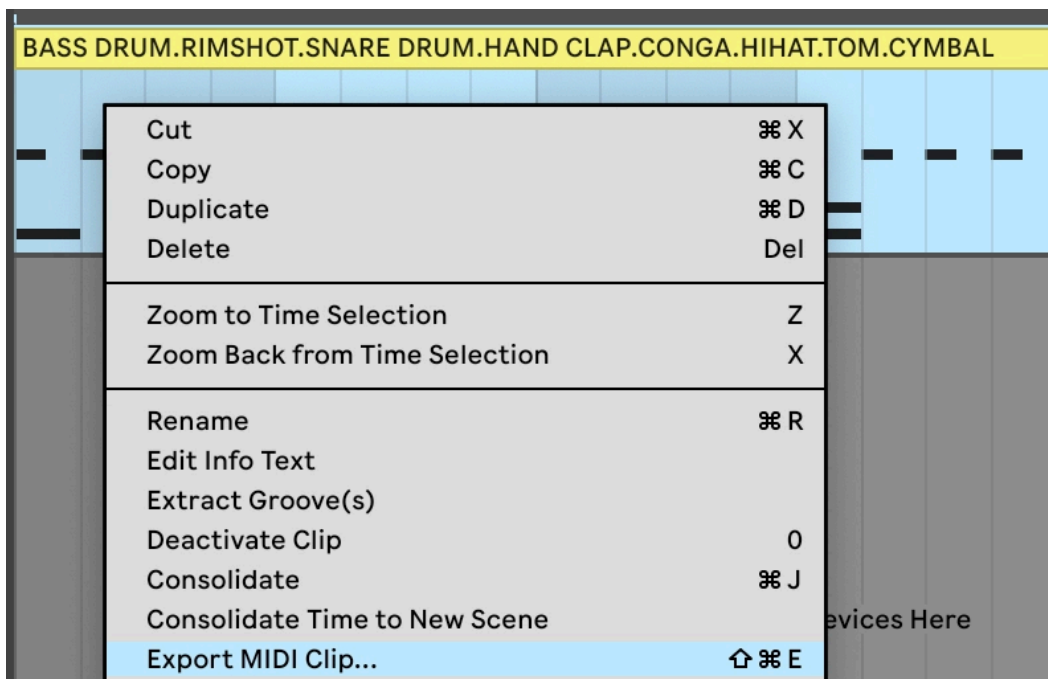 BASS DRUM.RIMSHOT.SNARE DRUM.HAND CLAP.CONGA.HIHAT.TOM.CYMBAL
Cut ⌘ X
Copy ⌘ C
Duplicate ⌘ D
Delete Del
Zoom to Time Selection Z
Zoom Back from Time Selection X
Rename ⌘ R
Edit Info Text
Extract Groove(s)
Deactivate Clip 0
Consolidate ⌘ J
Consolidate Time to New Scene
evices Here
Export MIDI Clip... ⇧ ⌘ E